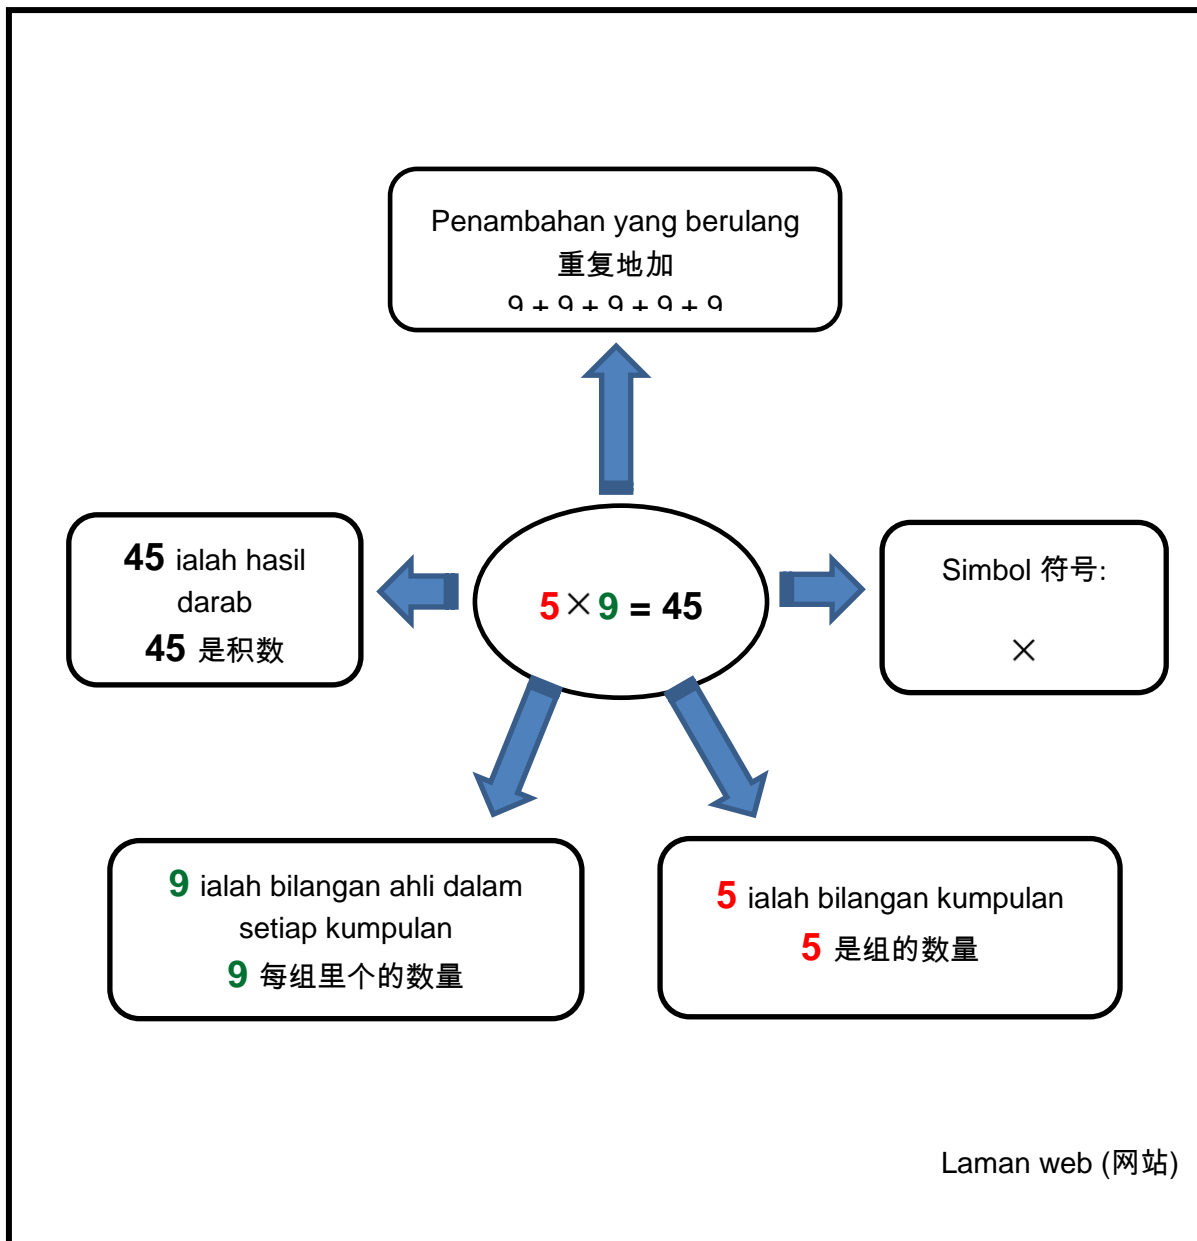 Penambahan yang berulang
重复地加
9 + 9 + 9 + 9 + 9
45 ialah hasil
darab
45 是积数
5 × 9 = 45
Simbol 符号:
×
9 ialah bilangan ahli dalam
setiap kumpulan
9 每组里个的数量
5 ialah bilangan kumpulan
5 是组的数量
Laman web (网站)